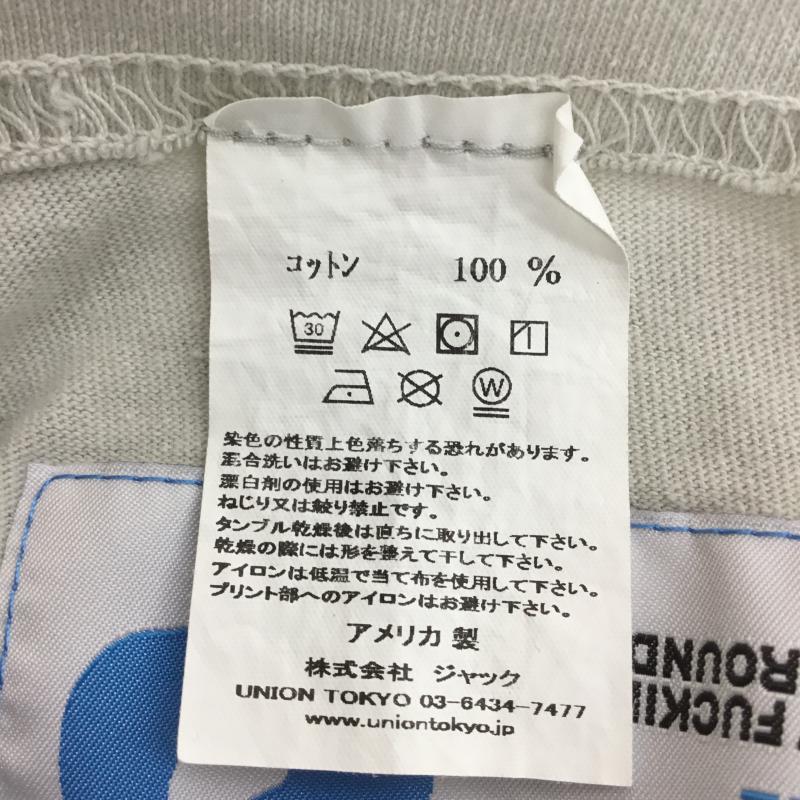 コットン 100 %
30
W
染色の性質上色落ちする恐れがあります。
混合洗いはお避け下さい。
漂白剤の使用はお避け下さい。
ねじり又は絞り禁止です。
タンブル乾燥後は直ちに取り出して下さい。
乾燥の際には形を整えて干して下さい。
アイロンは低温で当て布を使用して下さい。
プリント部へのアイロンはお避け下さい。
アメリカ 製
株式会社 ジャック
UNION TOKYO 03-6434-7477
www.uniontokyo.jp
ROUND